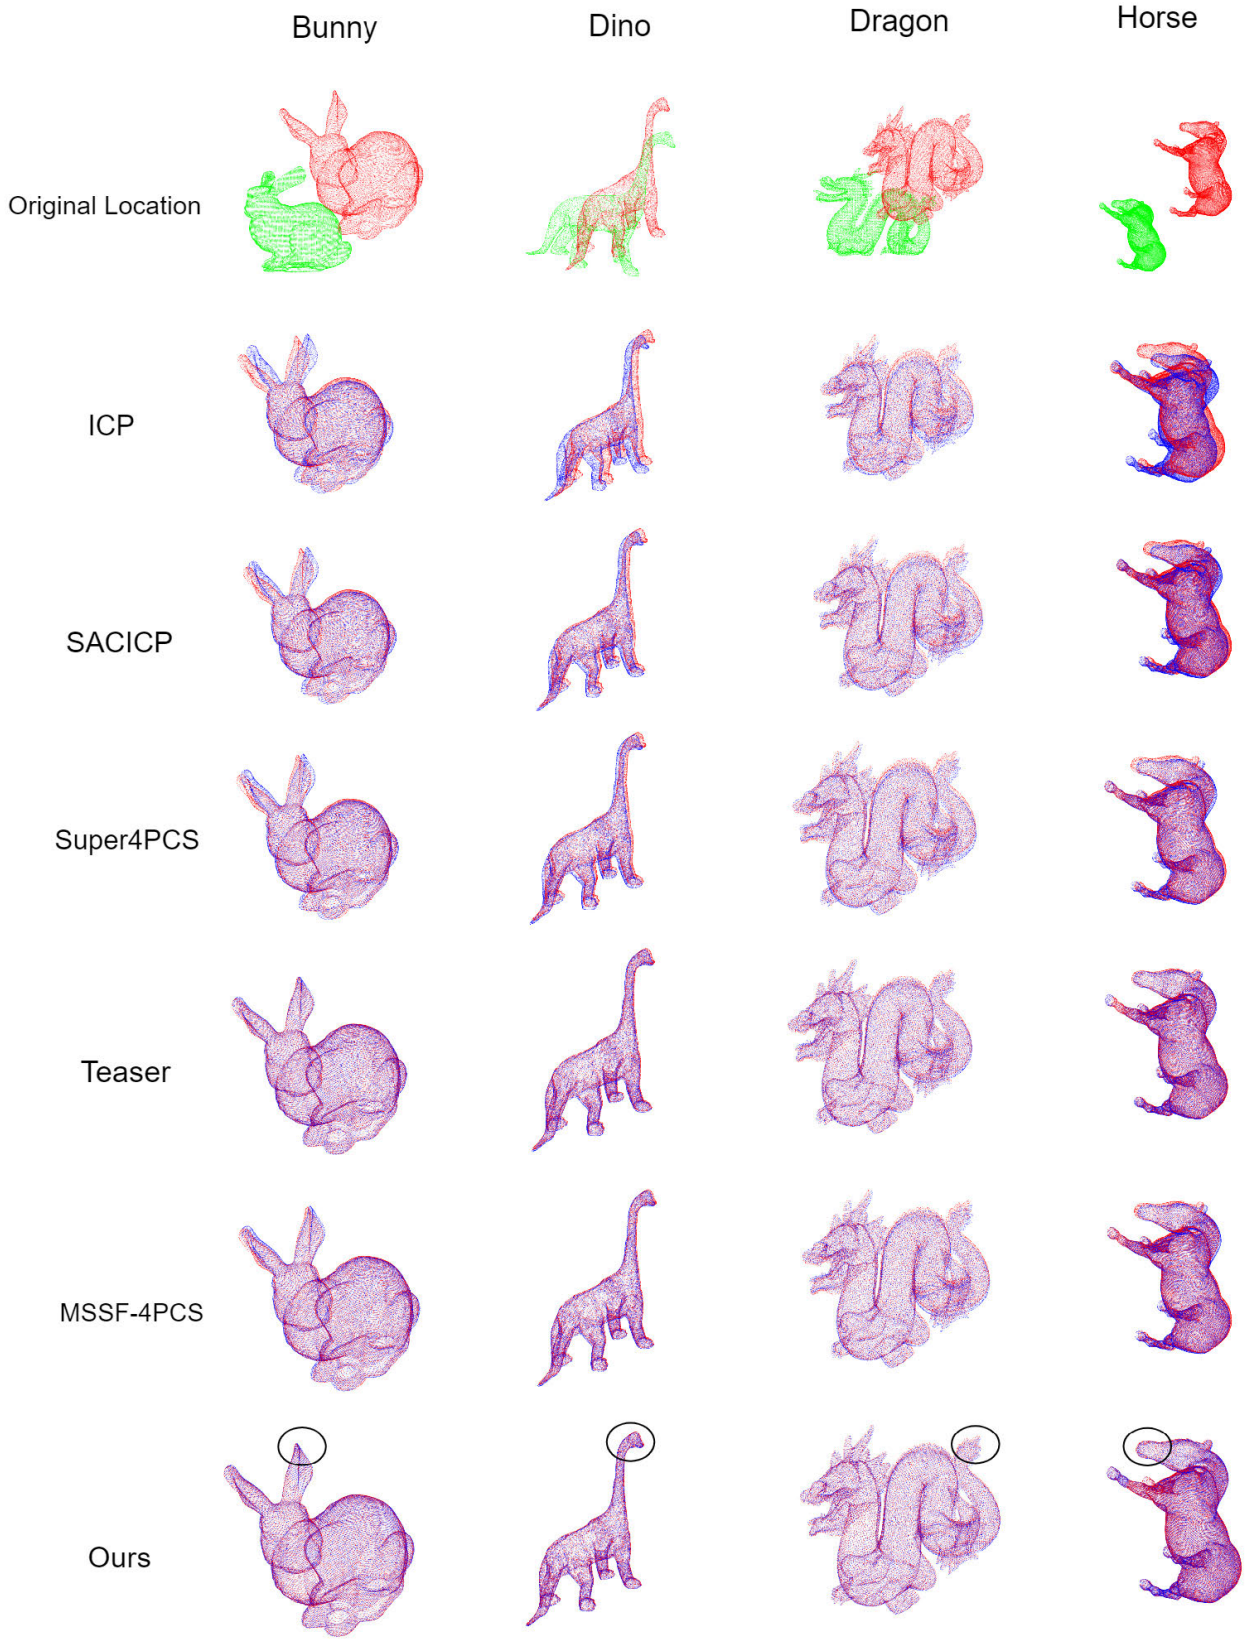 Bunny Dino Dragon Horse
Original Location
ICP
SACICP
Super4PCS
Teaser
MSSF-4PCS
Ours